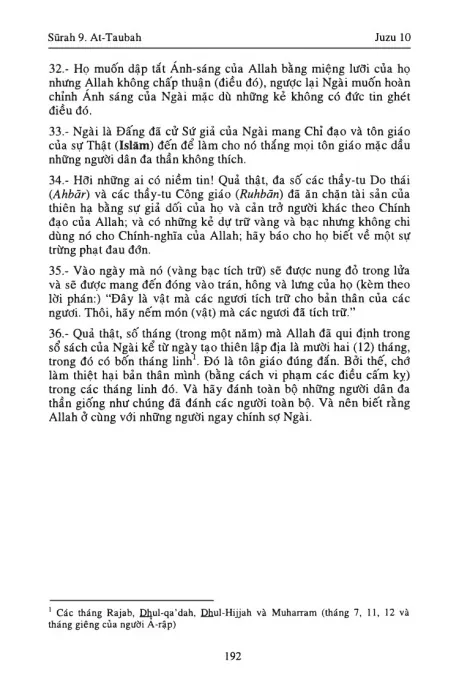 Sūrah 9. At-Taubah Juzu 10
32.- Họ muốn dập tắt Ánh-sáng của Allah bằng miệng lưỡi của họ
nhưng Allah không chấp thuận (điều đó), ngược lại Ngài muốn hoàn
chỉnh Ánh sáng của Ngài mặc dù những kẻ không có đức tin ghét
điều đó.
33.- Ngài là Đấng đã cử Sứ giả của Ngài mang Chỉ đạo và tôn giáo
của sự Thật (Islām) đến để làm cho nó thắng mọi tôn giáo mặc dầu
những người dân đa thần không thích.
34.- Hỡi những ai có niềm tin! Quả thật, đa số các thầy-tu Do thái
(Ahbār) và các thầy-tu Công giáo (Ruhbān) đã ăn chặn tài sản của
thiên hạ bằng sự giả dối của họ và cản trở người khác theo Chính
đạo của Allah; và có những kẻ dự trữ vàng và bạc nhưng không chi
dùng nó cho Chính-nghĩa của Allah; hãy báo cho họ biết về một sự
trừng phạt đau đớn.
35.- Vào ngày mà nó (vàng bạc tích trữ) sẽ được nung đỏ trong lửa
và sẽ được mang đến đóng vào trán, hông và lưng của họ (kèm theo
lời phán:) “Đây là vật mà các ngươi tích trữ cho bản thân của các
ngươi. Thôi, hãy nếm món (vật) mà các ngươi đã tích trữ.”
36.- Quả thật, số tháng (trong một năm) mà Allah đã qui định trong
sổ sách của Ngài kể từ ngày tạo thiên lập địa là mười hai (12) tháng,
trong đó có bốn tháng linh¹. Đó là tôn giáo đúng đắn. Bởi thế, chớ
làm thiệt hại bản thân mình (bằng cách vi phạm các điều cấm kỵ)
trong các tháng linh đó. Và hãy đánh toàn bộ những người dân đa
thần giống như chúng đã đánh các người toàn bộ. Và nên biết rằng
Allah ở cùng với những người ngay chính sợ Ngài.
¹ Các tháng Rajab, Dhul-qa'dah, Dhul-Hijjah và Muharram (tháng 7, 11, 12 và
tháng giêng của người Ả-rập)
192